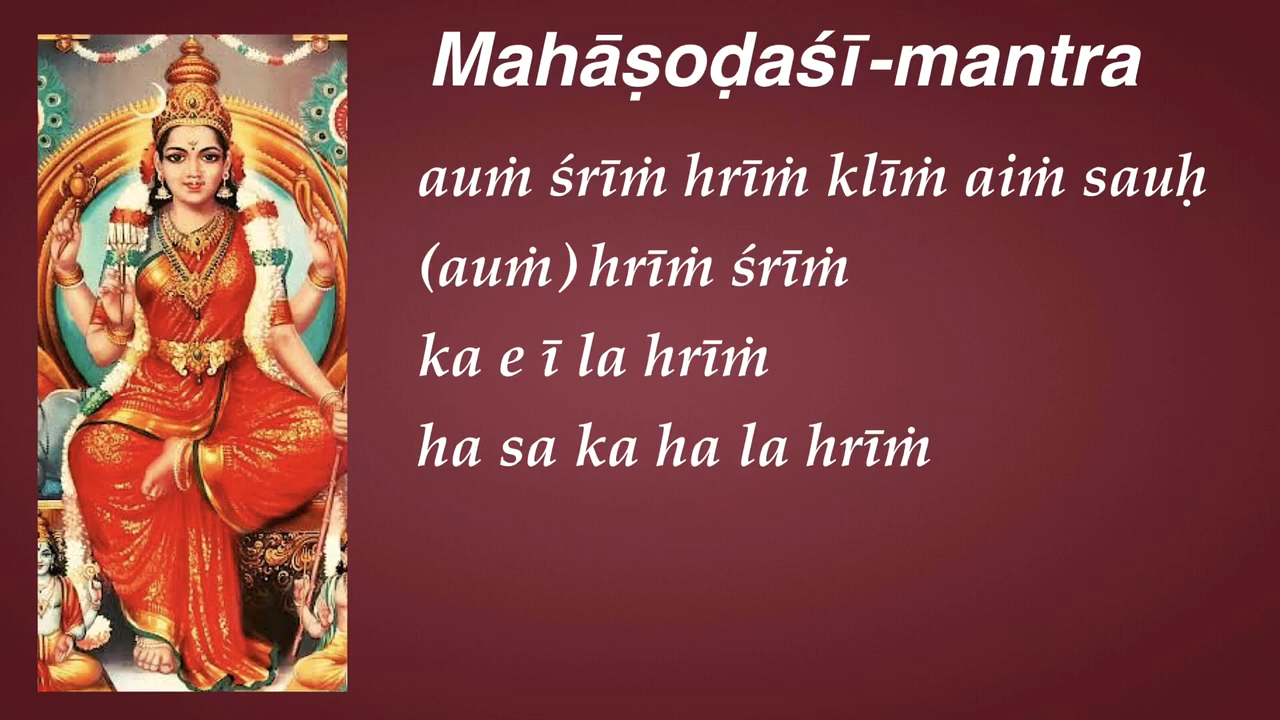 Mahāṣoḍaśī-mantra
auṁ śrīṁ hrīṁ klīṁ aiṁ sauḥ
(auṁ) hrīṁ śrīṁ
ka e ī la hrīṁ
ha sa ka ha la hrīṁ